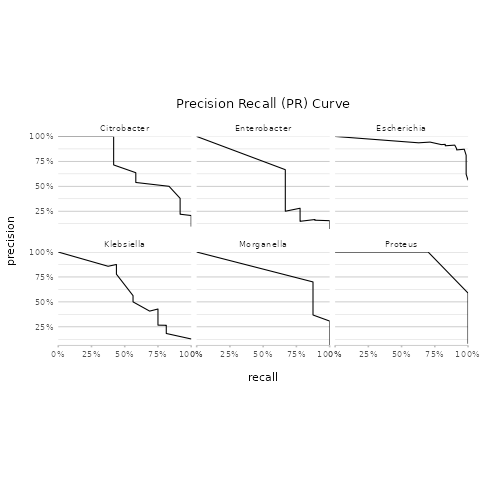 Precision Recall (PR) Curve
Citrobacter Enterobacter Escherichia
100%
75%
50%
25%
precision
Klebsiella Morganella Proteus
100%
75%
50%
25%
0% 25% 50% 75% 100% 0% 25% 50% 75% 100% 0% 25% 50% 75% 100%
recall